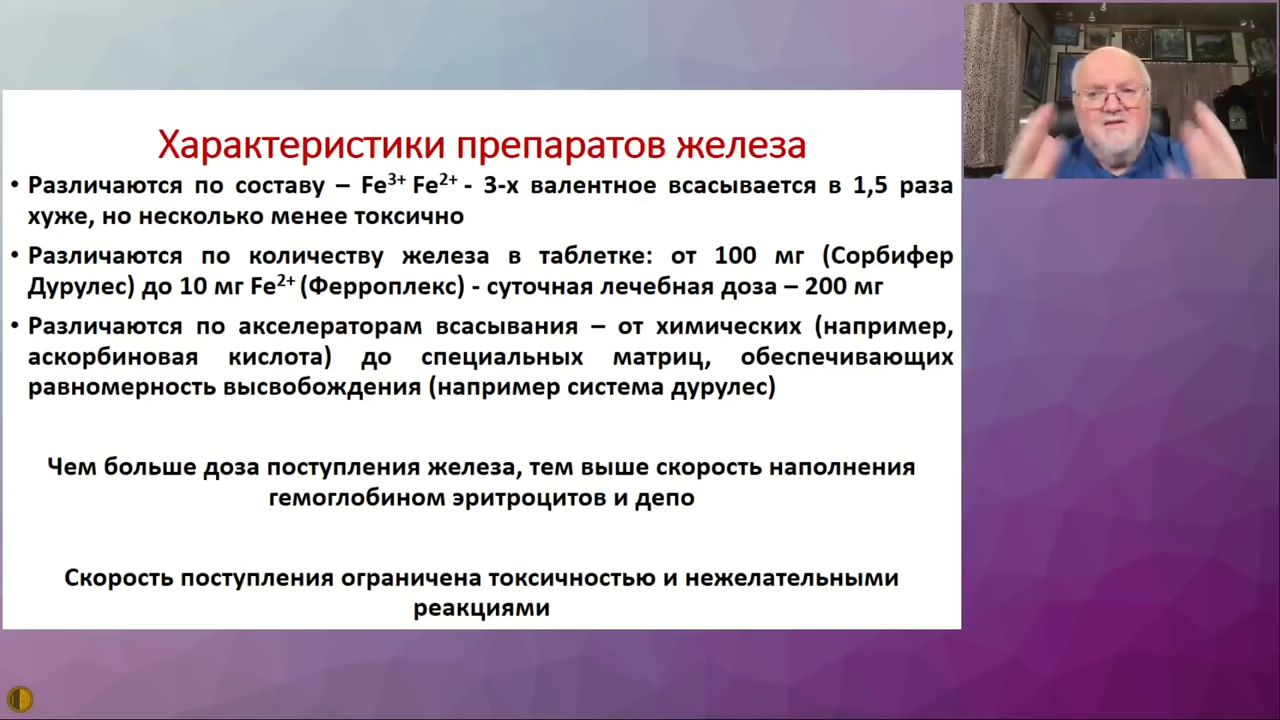 Характеристики препаратов железа
• Различаются по составу – Fe³⁺ Fe²⁺ - 3-х валентное всасывается в 1,5 раза
хуже, но несколько менее токсично
• Различаются по количеству железа в таблетке: от 100 мг (Сорбифер
Дурулес) до 10 мг Fe²⁺ (Ферроплекс) - суточная лечебная доза – 200 мг
• Различаются по акселераторам всасывания – от химических (например,
аскорбиновая кислота) до специальных матриц, обеспечивающих
равномерность высвобождения (например система дурулес)
Чем больше доза поступления железа, тем выше скорость наполнения
гемоглобином эритроцитов и депо
Скорость поступления ограничена токсичностью и нежелательными
реакциями